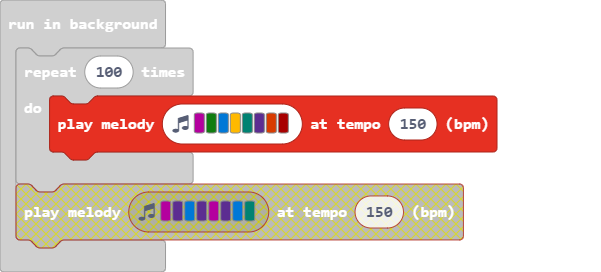 run in background
repeat 100 times
do
play melody at tempo 150 (bpm)
play melody at tempo 150 (bpm)